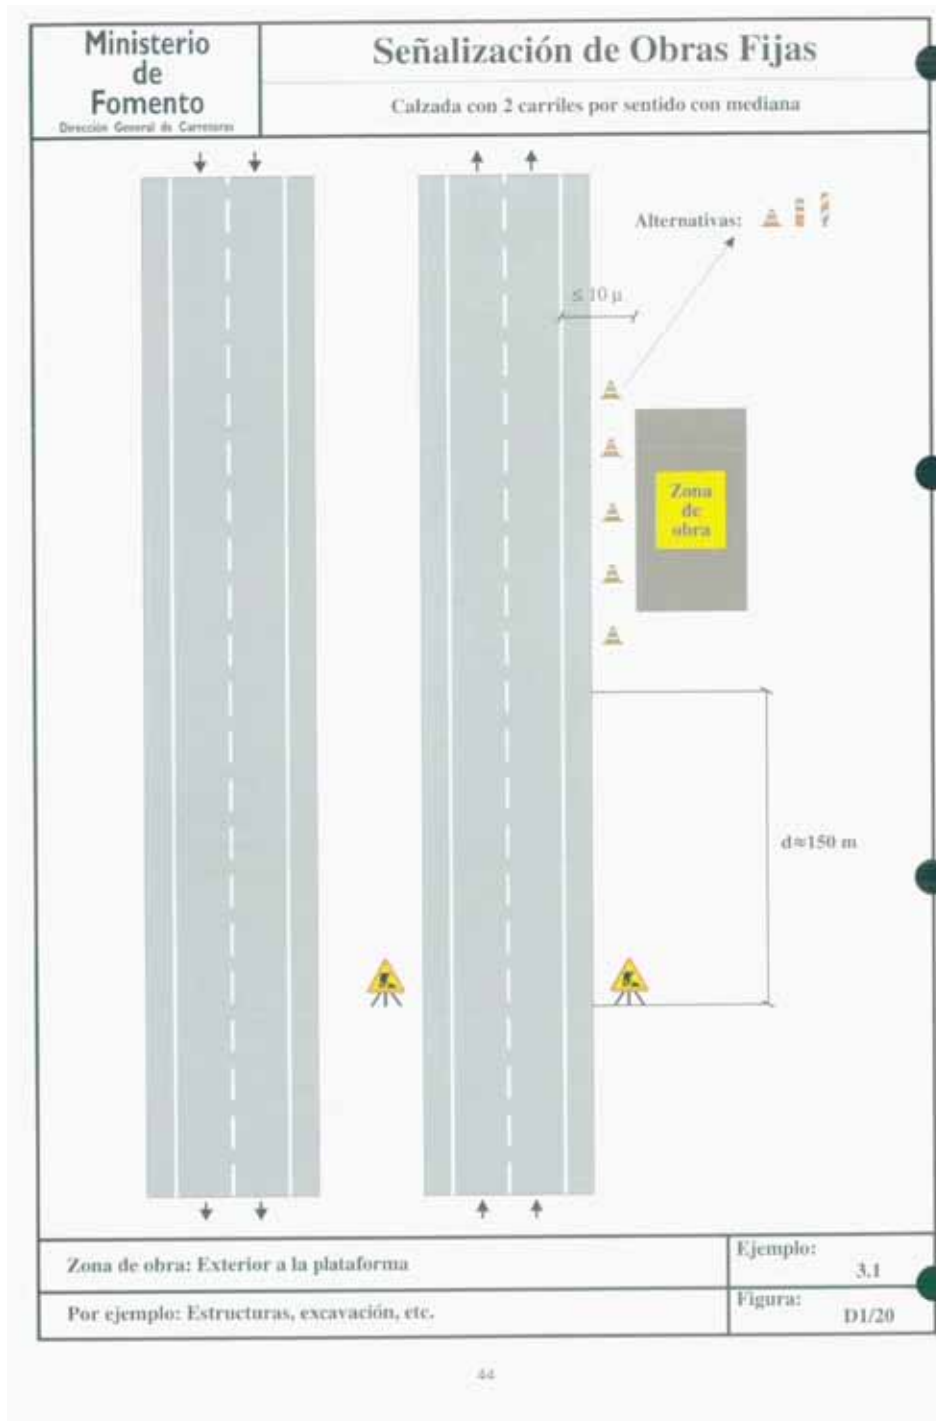 Ministerio
de
Fomento
Dirección General de Carreteras
Señalización de Obras Fijas
Calzada con 2 carriles por sentido con mediana
Alternativas:
≤ 10 μ
Zona
de
obra
d≈150 m
Zona de obra: Exterior a la plataforma
Ejemplo:
3.1
Por ejemplo: Estructuras, excavación, etc.
Figura:
D1/20
44